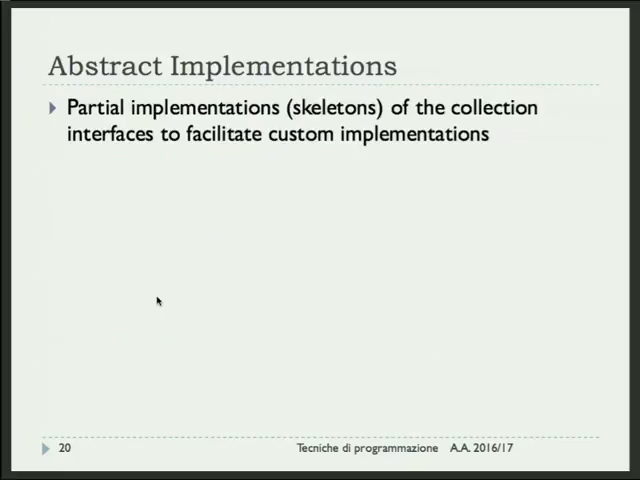 Abstract Implementations
Partial implementations (skeletons) of the collection
interfaces to facilitate custom implementations
20 Tecniche di programmazione A.A. 2016/17